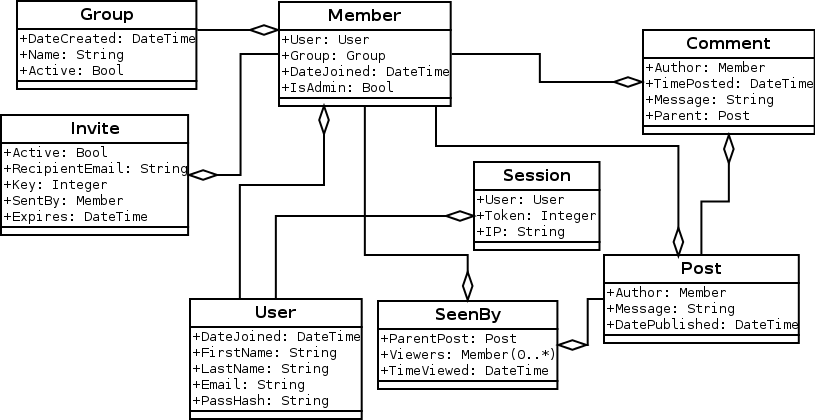 Group
+DateCreated: DateTime
+Name: String
+Active: Bool
Member
+User: User
+Group: Group
+DateJoined: DateTime
+IsAdmin: Bool
Comment
+Author: Member
+TimePosted: DateTime
+Message: String
+Parent: Post
Invite
+Active: Bool
+RecipientEmail: String
+Key: Integer
+SentBy: Member
+Expires: DateTime
Session
+User: User
+Token: Integer
+IP: String
User
+DateJoined: DateTime
+FirstName: String
+LastName: String
+Email: String
+PassHash: String
SeenBy
+ParentPost: Post
+Viewers: Member(0..*)
+TimeViewed: DateTime
Post
+Author: Member
+Message: String
+DatePublished: DateTime